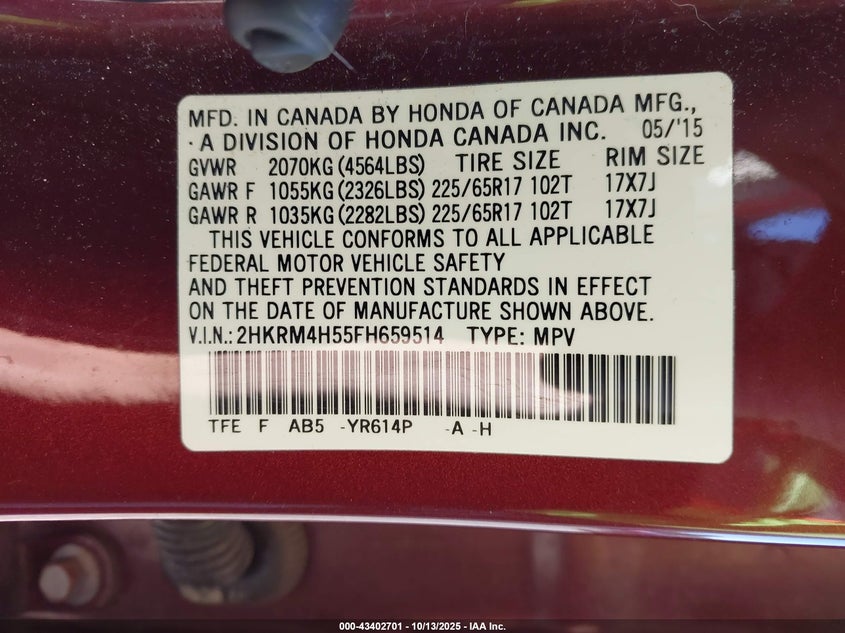 MFD. IN CANADA BY HONDA OF CANADA MFG.,
A DIVISION OF HONDA CANADA INC. 05/'15
GVWR 2070KG (4564LBS) TIRE SIZE RIM SIZE
GAWR F 1055KG (2326LBS) 225/65R17 102T 17X7J
GAWR R 1035KG (2282LBS) 225/65R17 102T 17X7J
THIS VEHICLE CONFORMS TO ALL APPLICABLE
FEDERAL MOTOR VEHICLE SAFETY
AND THEFT PREVENTION STANDARDS IN EFFECT
ON THE DATE OF MANUFACTURE SHOWN ABOVE.
V.I.N.: 2HKRM4H55FH659514 TYPE: MPV
TFE F AB5 -YR614P -A -H
000-43402701 - 10/13/2025 - IAA Inc.